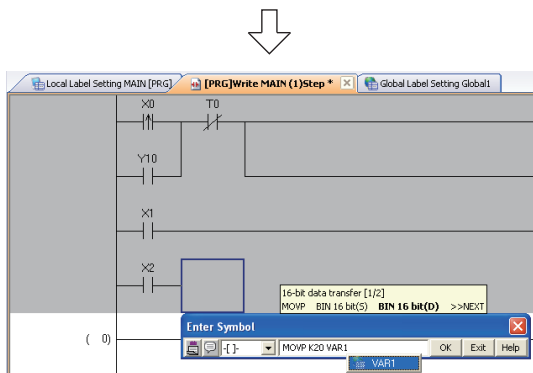 Local Label Setting MAIN [PRG] [PRG]Write MAIN (1)Step * Global Label Setting Global1
X0 T0
Y10
X1
X2
16-bit data transfer [1/2]
MOVP BIN 16 bit(S) BIN 16 bit(D) >>NEXT
Enter Symbol
-[ ]- MOVP K20 VAR1 OK Exit Help
( 0)
VAR1